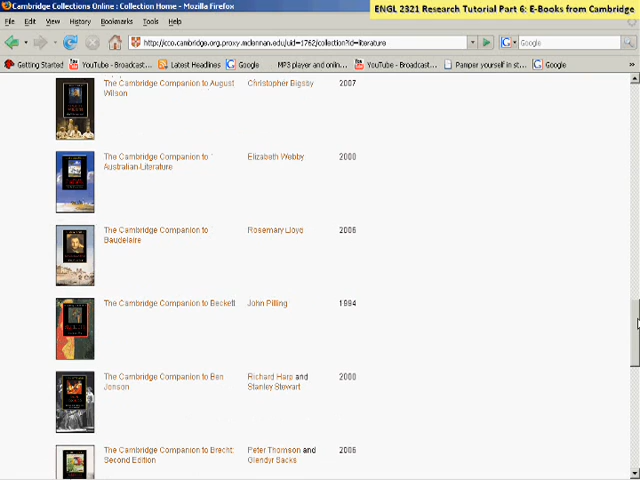 Cambridge Collections Online : Collection Home - Mozilla Firefox
ENGL 2321 Research Tutorial Part 6: E-Books from Cambridge
File Edit View History Bookmarks Tools Help
http://cco.cambridge.org.proxy.mclennan.edu/uid=1762/collection?id=literature
Google
Getting Started YouTube - Broadcast... Latest Headlines Google MP3 player and onlin... YouTube - Broadcast... Pamper yourself in st... Google »
The Cambridge Companion to August Christopher Bigsby 2007
Wilson
The Cambridge Companion to Elizabeth Webby 2000
Australian Literature
The Cambridge Companion to Rosemary Lloyd 2006
Baudelaire
The Cambridge Companion to Beckett John Pilling 1994
The Cambridge Companion to Ben Richard Harp and 2000
Jonson Stanley Stewart
The Cambridge Companion to Brecht: Peter Thomson and 2006
Second Edition Glendyr Sacks